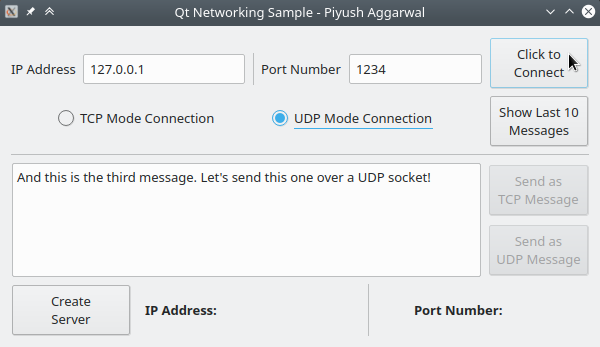 Qt Networking Sample - Piyush Aggarwal
IP Address 127.0.0.1 Port Number 1234
Click to
Connect
TCP Mode Connection UDP Mode Connection
Show Last 10
Messages
And this is the third message. Let's send this one over a UDP socket!
Send as
TCP Message
Send as
UDP Message
Create
Server
IP Address: Port Number: